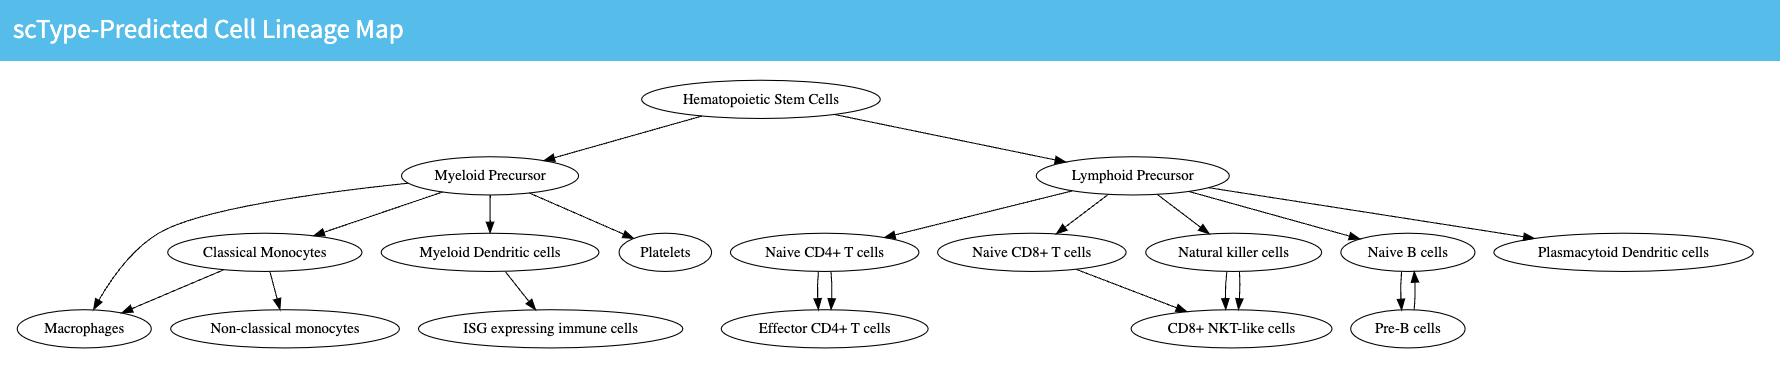 scType-Predicted Cell Lineage Map
Hematopoietic Stem Cells
Myeloid Precursor
Lymphoid Precursor
Classical Monocytes
Myeloid Dendritic cells
Platelets
Naive CD4+ T cells
Naive CD8+ T cells
Natural killer cells
Naive B cells
Plasmacytoid Dendritic cells
Macrophages
Non-classical monocytes
ISG expressing immune cells
Effector CD4+ T cells
CD8+ NKT-like cells
Pre-B cells